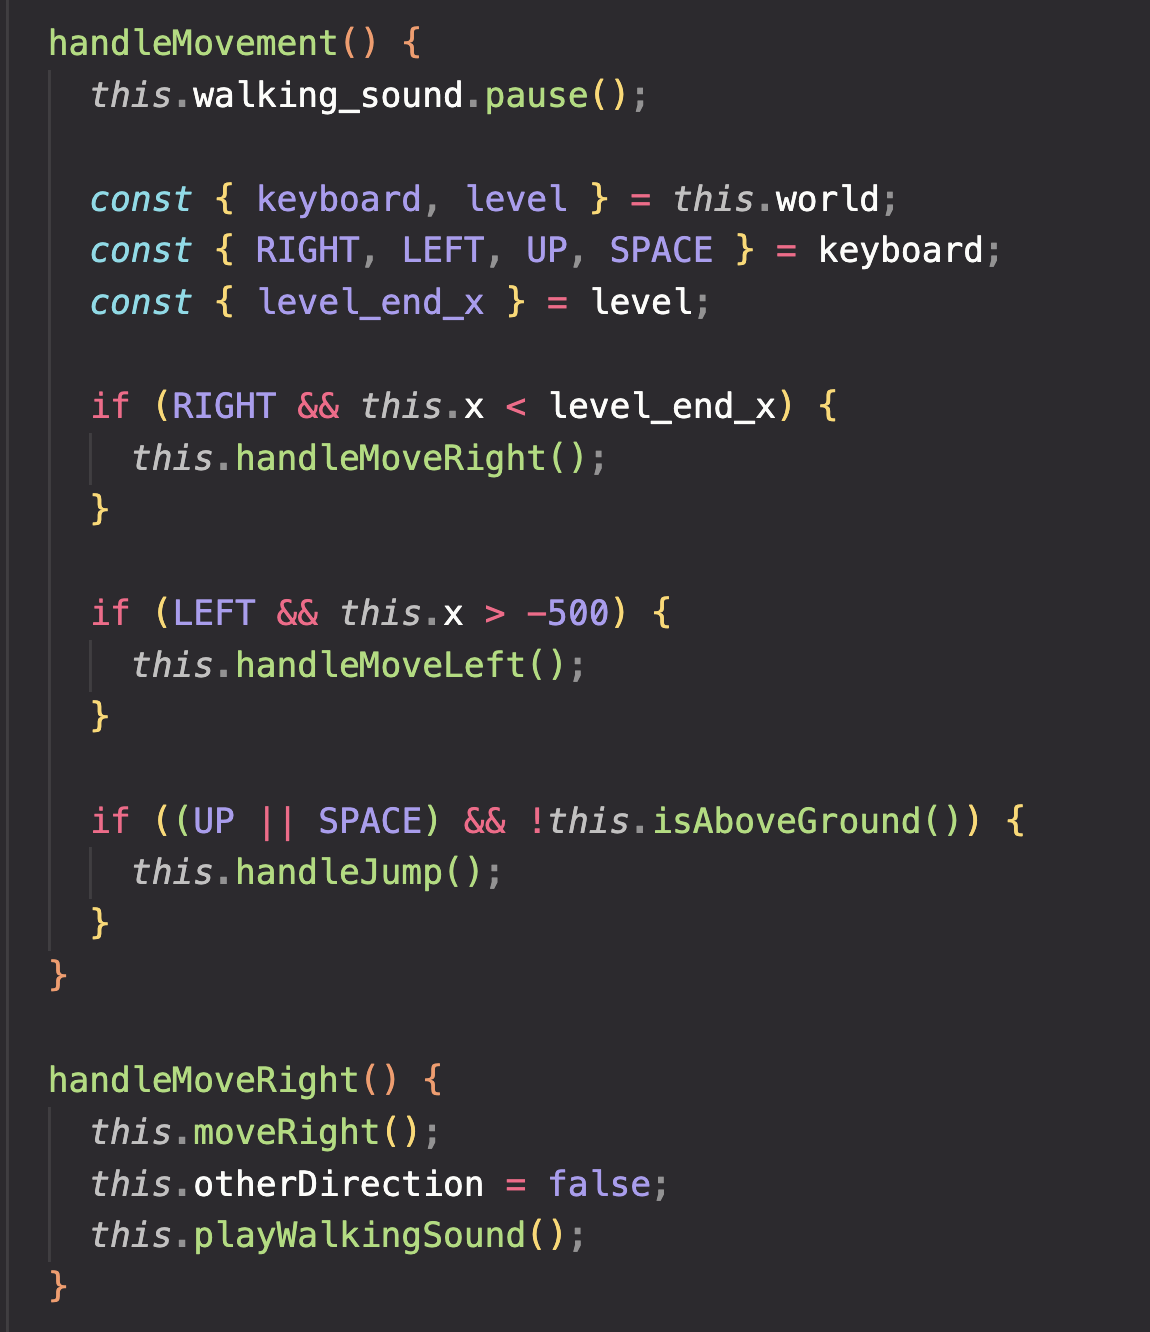 handleMovement() {
  this.walking_sound.pause();

  const { keyboard, level } = this.world;
  const { RIGHT, LEFT, UP, SPACE } = keyboard;
  const { level_end_x } = level;

  if (RIGHT && this.x < level_end_x) {
    this.handleMoveRight();
  }

  if (LEFT && this.x > -500) {
    this.handleMoveLeft();
  }

  if ((UP || SPACE) && !this.isAboveGround()) {
    this.handleJump();
  }
}

handleMoveRight() {
  this.moveRight();
  this.otherDirection = false;
  this.playWalkingSound();
}